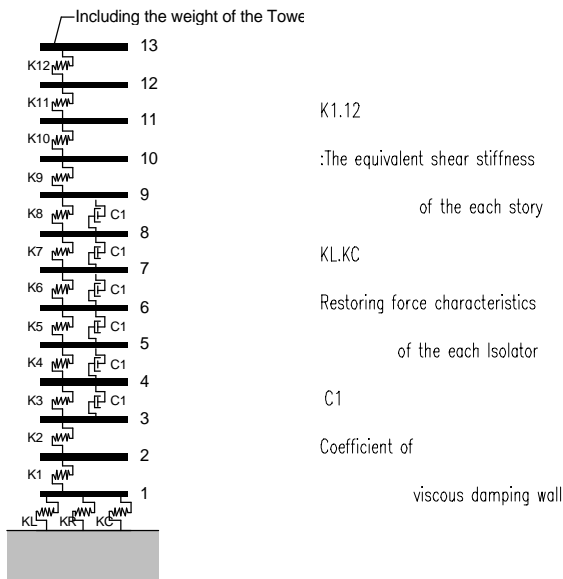 Including the weight of the Towe
13
K12
12
K11
11
K10
10
K9
9
K8 C1
8
K7 C1
7
K6 C1
6
K5 C1
5
K4 C1
4
K3 C1
3
K2
2
K1
1
KL KR KC
K1.12
:The equivalent shear stiffness
of the each story
KL.KC
Restoring force characteristics
of the each Isolator
C1
Coefficient of
viscous damping wall